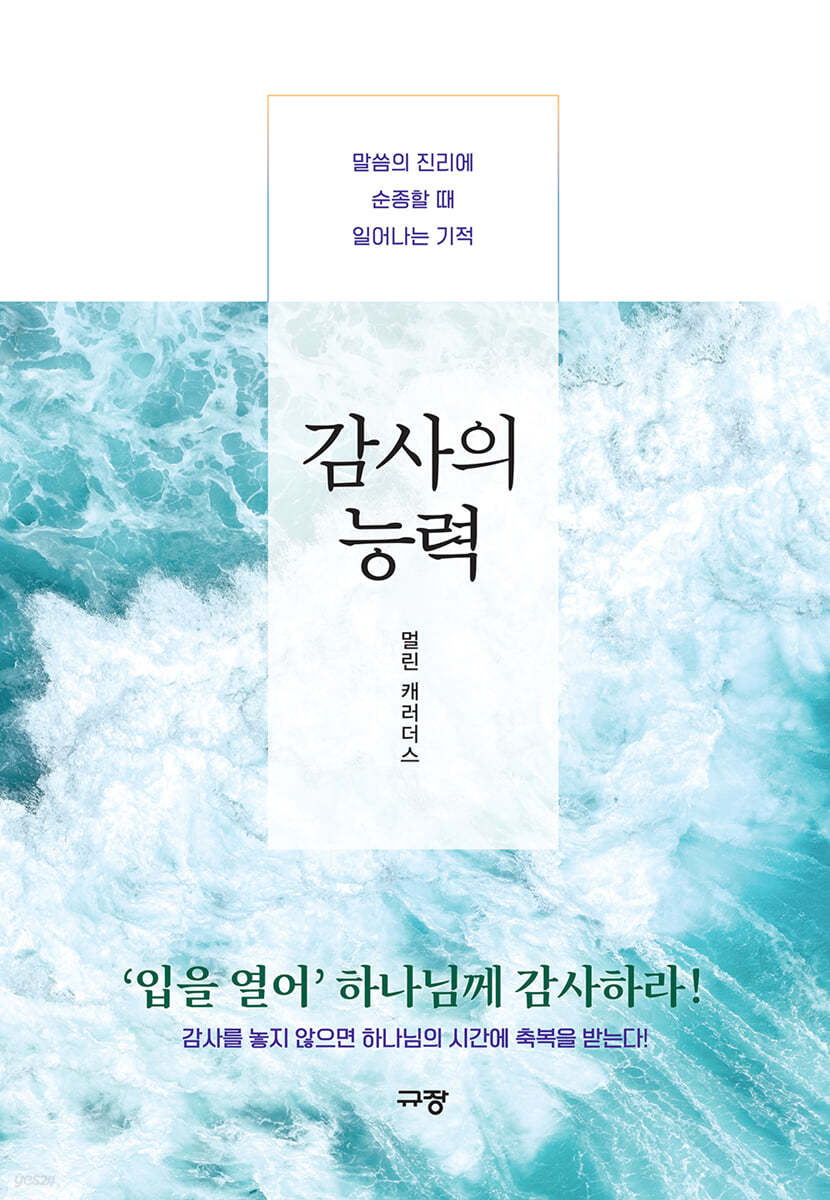 말씀의 진리에
순종할 때
일어나는 기적
감사의
능력
멀린 캐러더스
‘입을 열어’ 하나님께 감사하라!
감사를 놓지 않으면 하나님의 시간에 축복을 받는다!
규장
yes24